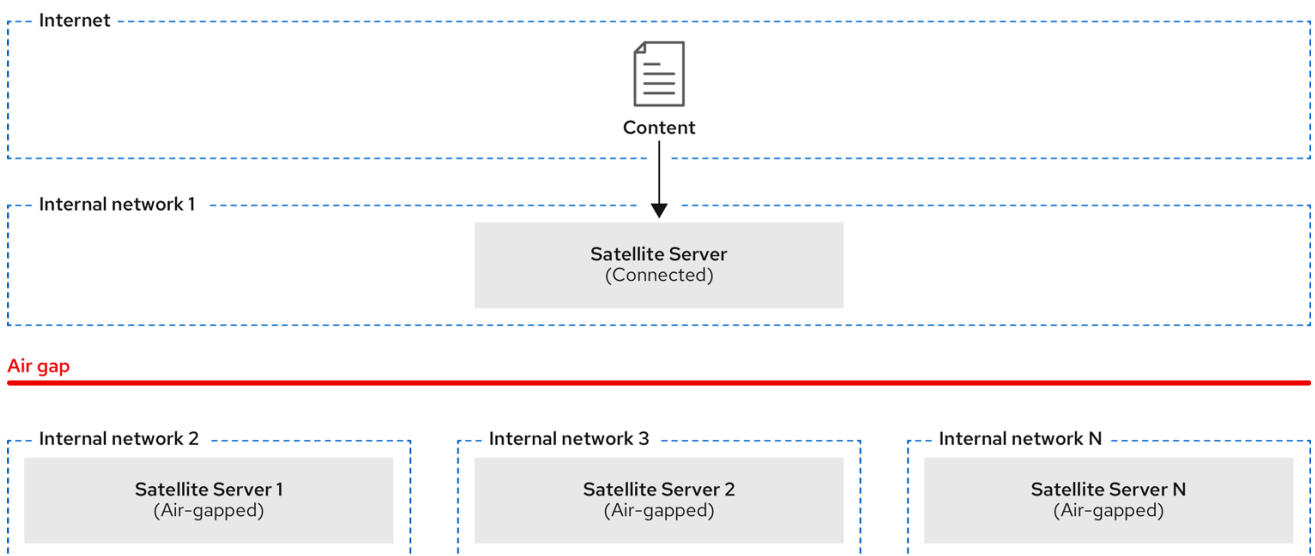 Internet
Content
Internal network 1
Satellite Server
(Connected)
Air gap
Internal network 2
Internal network 3
Internal network N
Satellite Server 1
(Air-gapped)
Satellite Server 2
(Air-gapped)
Satellite Server N
(Air-gapped)